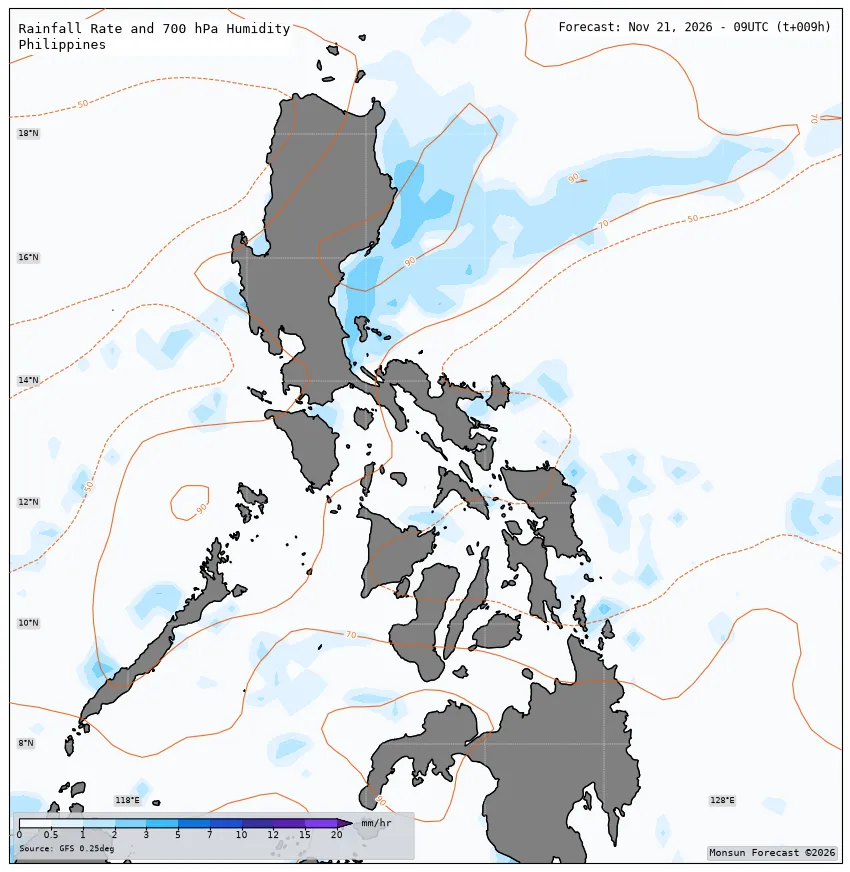 Rainfall Rate and 700 hPa Humidity
Philippines
Forecast: Nov 21, 2026 - 09UTC (t+009h)
50
70
18°N
90
50
70
16°N
90
14°N
50
12°N
90
10°N
70
8°N
118°E
128°E
90
mm/hr
0 0.5 1 2 3 5 7 10 12 15 20
Source: GFS 0.25deg
Monsun Forecast ©2026